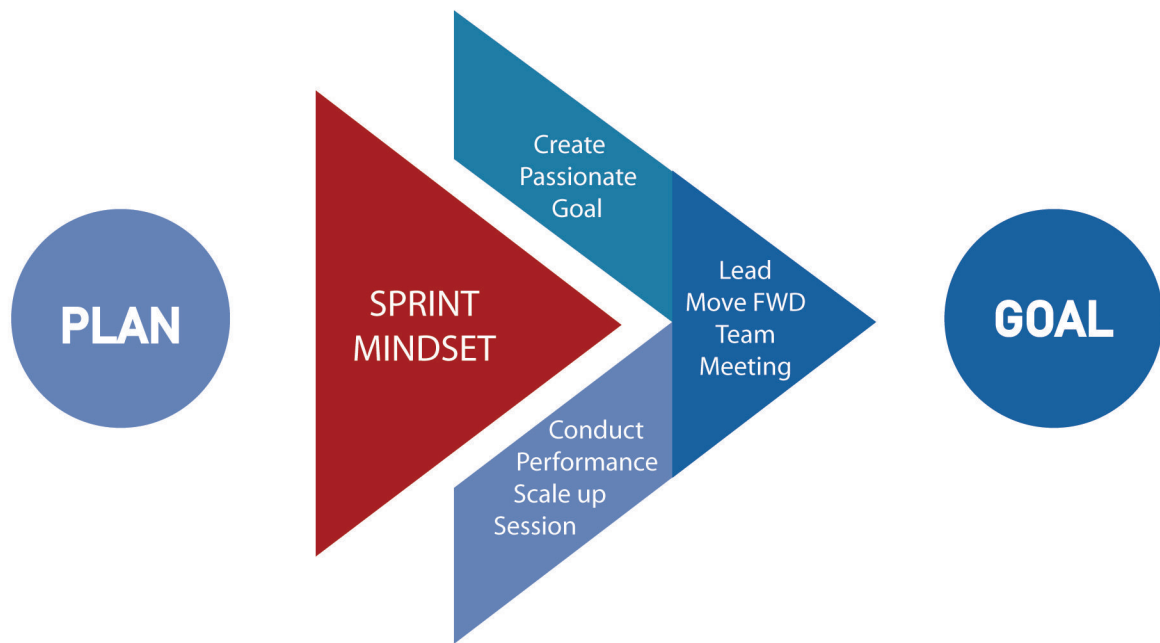 PLAN
SPRINT
MINDSET
Create
Passionate
Goal
Lead
Move FWD
Team
Meeting
Conduct
Performance
Scale up
Session
GOAL